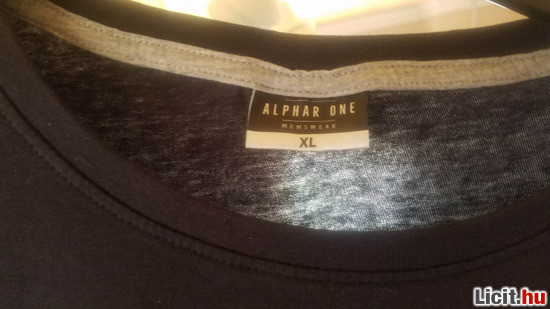 ALPHAR ONE
MENSWEAR
XL
Licit.hu